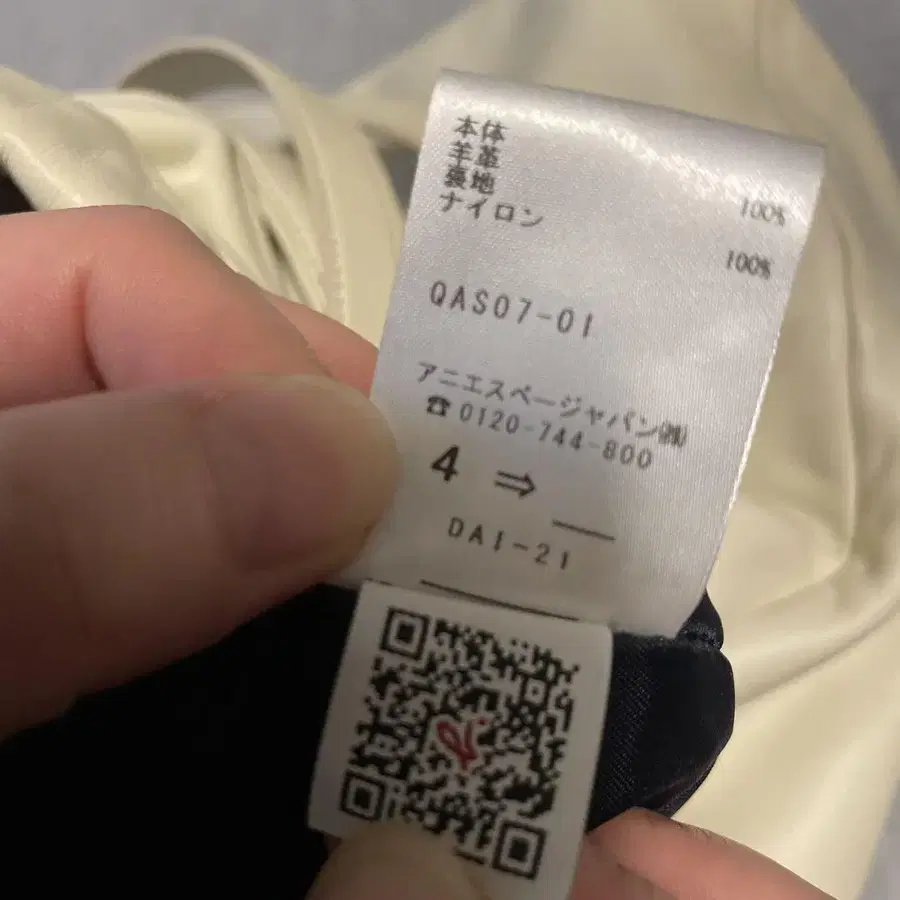 本体
羊革 100%
裏地
ナイロン 100%
QAS07-01
アニエスベージャパン㈱
☎ 0120-744-800
4 ⇒
DAI-21